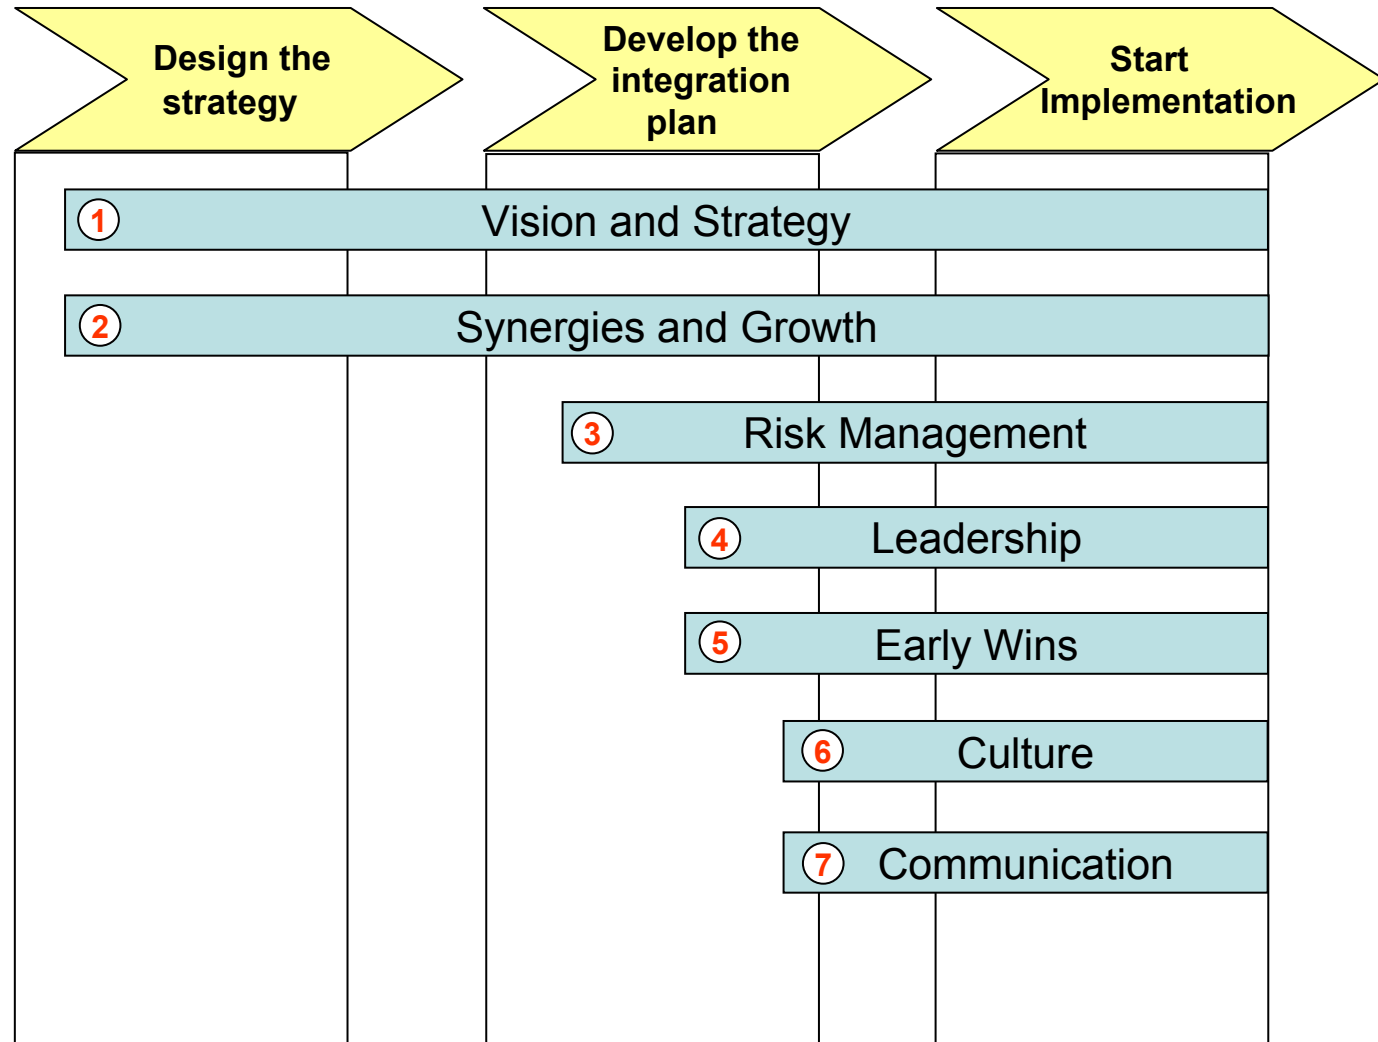 Design the
strategy
Develop the
integration
plan
Start
Implementation
1 Vision and Strategy
2 Synergies and Growth
3 Risk Management
4 Leadership
5 Early Wins
6 Culture
7 Communication